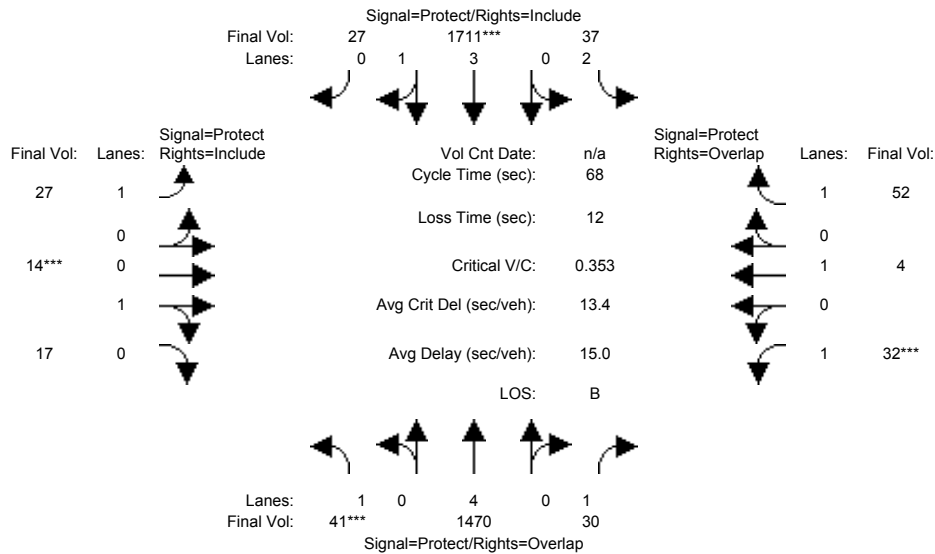 Signal=Protect/Rights=Include
Final Vol: 27 1711*** 37
Lanes: 0 1 3 0 2
Signal=Protect
Final Vol: Lanes: Rights=Include
Vol Cnt Date: n/a
Signal=Protect
Rights=Overlap Lanes: Final Vol:
Cycle Time (sec): 68
27 1
1 52
Loss Time (sec): 12
0
0
14*** 0
Critical V/C: 0.353
1 4
1
Avg Crit Del (sec/veh): 13.4
0
17 0
Avg Delay (sec/veh): 15.0
1 32***
LOS: B
Lanes: 1 0 4 0 1
Final Vol: 41*** 1470 30
Signal=Protect/Rights=Overlap